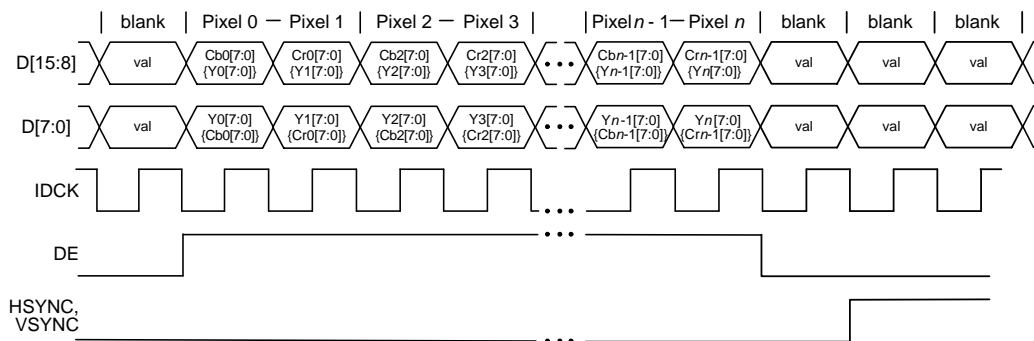 blank Pixel 0 — Pixel 1 Pixel 2 — Pixel 3 Pixel n - 1 — Pixel n blank blank blank
D[15:8] val Cb0[7:0] {Y0[7:0]} Cr0[7:0] {Y1[7:0]} Cb2[7:0] {Y2[7:0]} Cr2[7:0] {Y3[7:0]} ••• Cbn-1[7:0] {Yn-1[7:0]} Crn-1[7:0] {Yn[7:0]} val val val
D[7:0] val Y0[7:0] {Cb0[7:0]} Y1[7:0] {Cr0[7:0]} Y2[7:0] {Cb2[7:0]} Y3[7:0] {Cr2[7:0]} ••• Yn-1[7:0] {Cbn-1[7:0]} Yn[7:0] {Crn-1[7:0]} val val val
IDCK •••
DE •••
HSYNC,
VSYNC •••